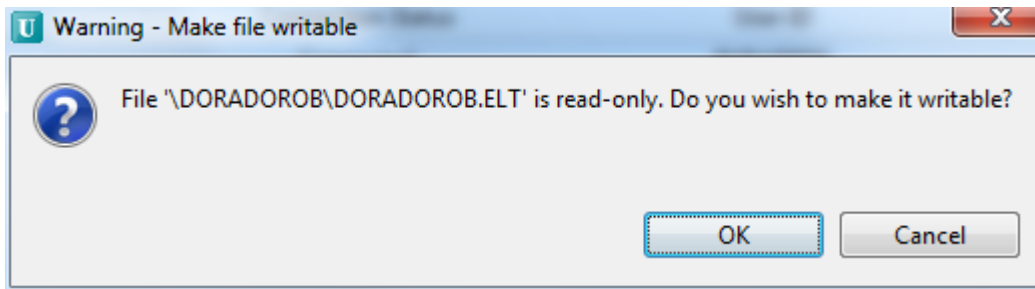 U Warning - Make file writable
File '\DORADOROB\DORADOROB.ELT' is read-only. Do you wish to make it writable?
OK
Cancel